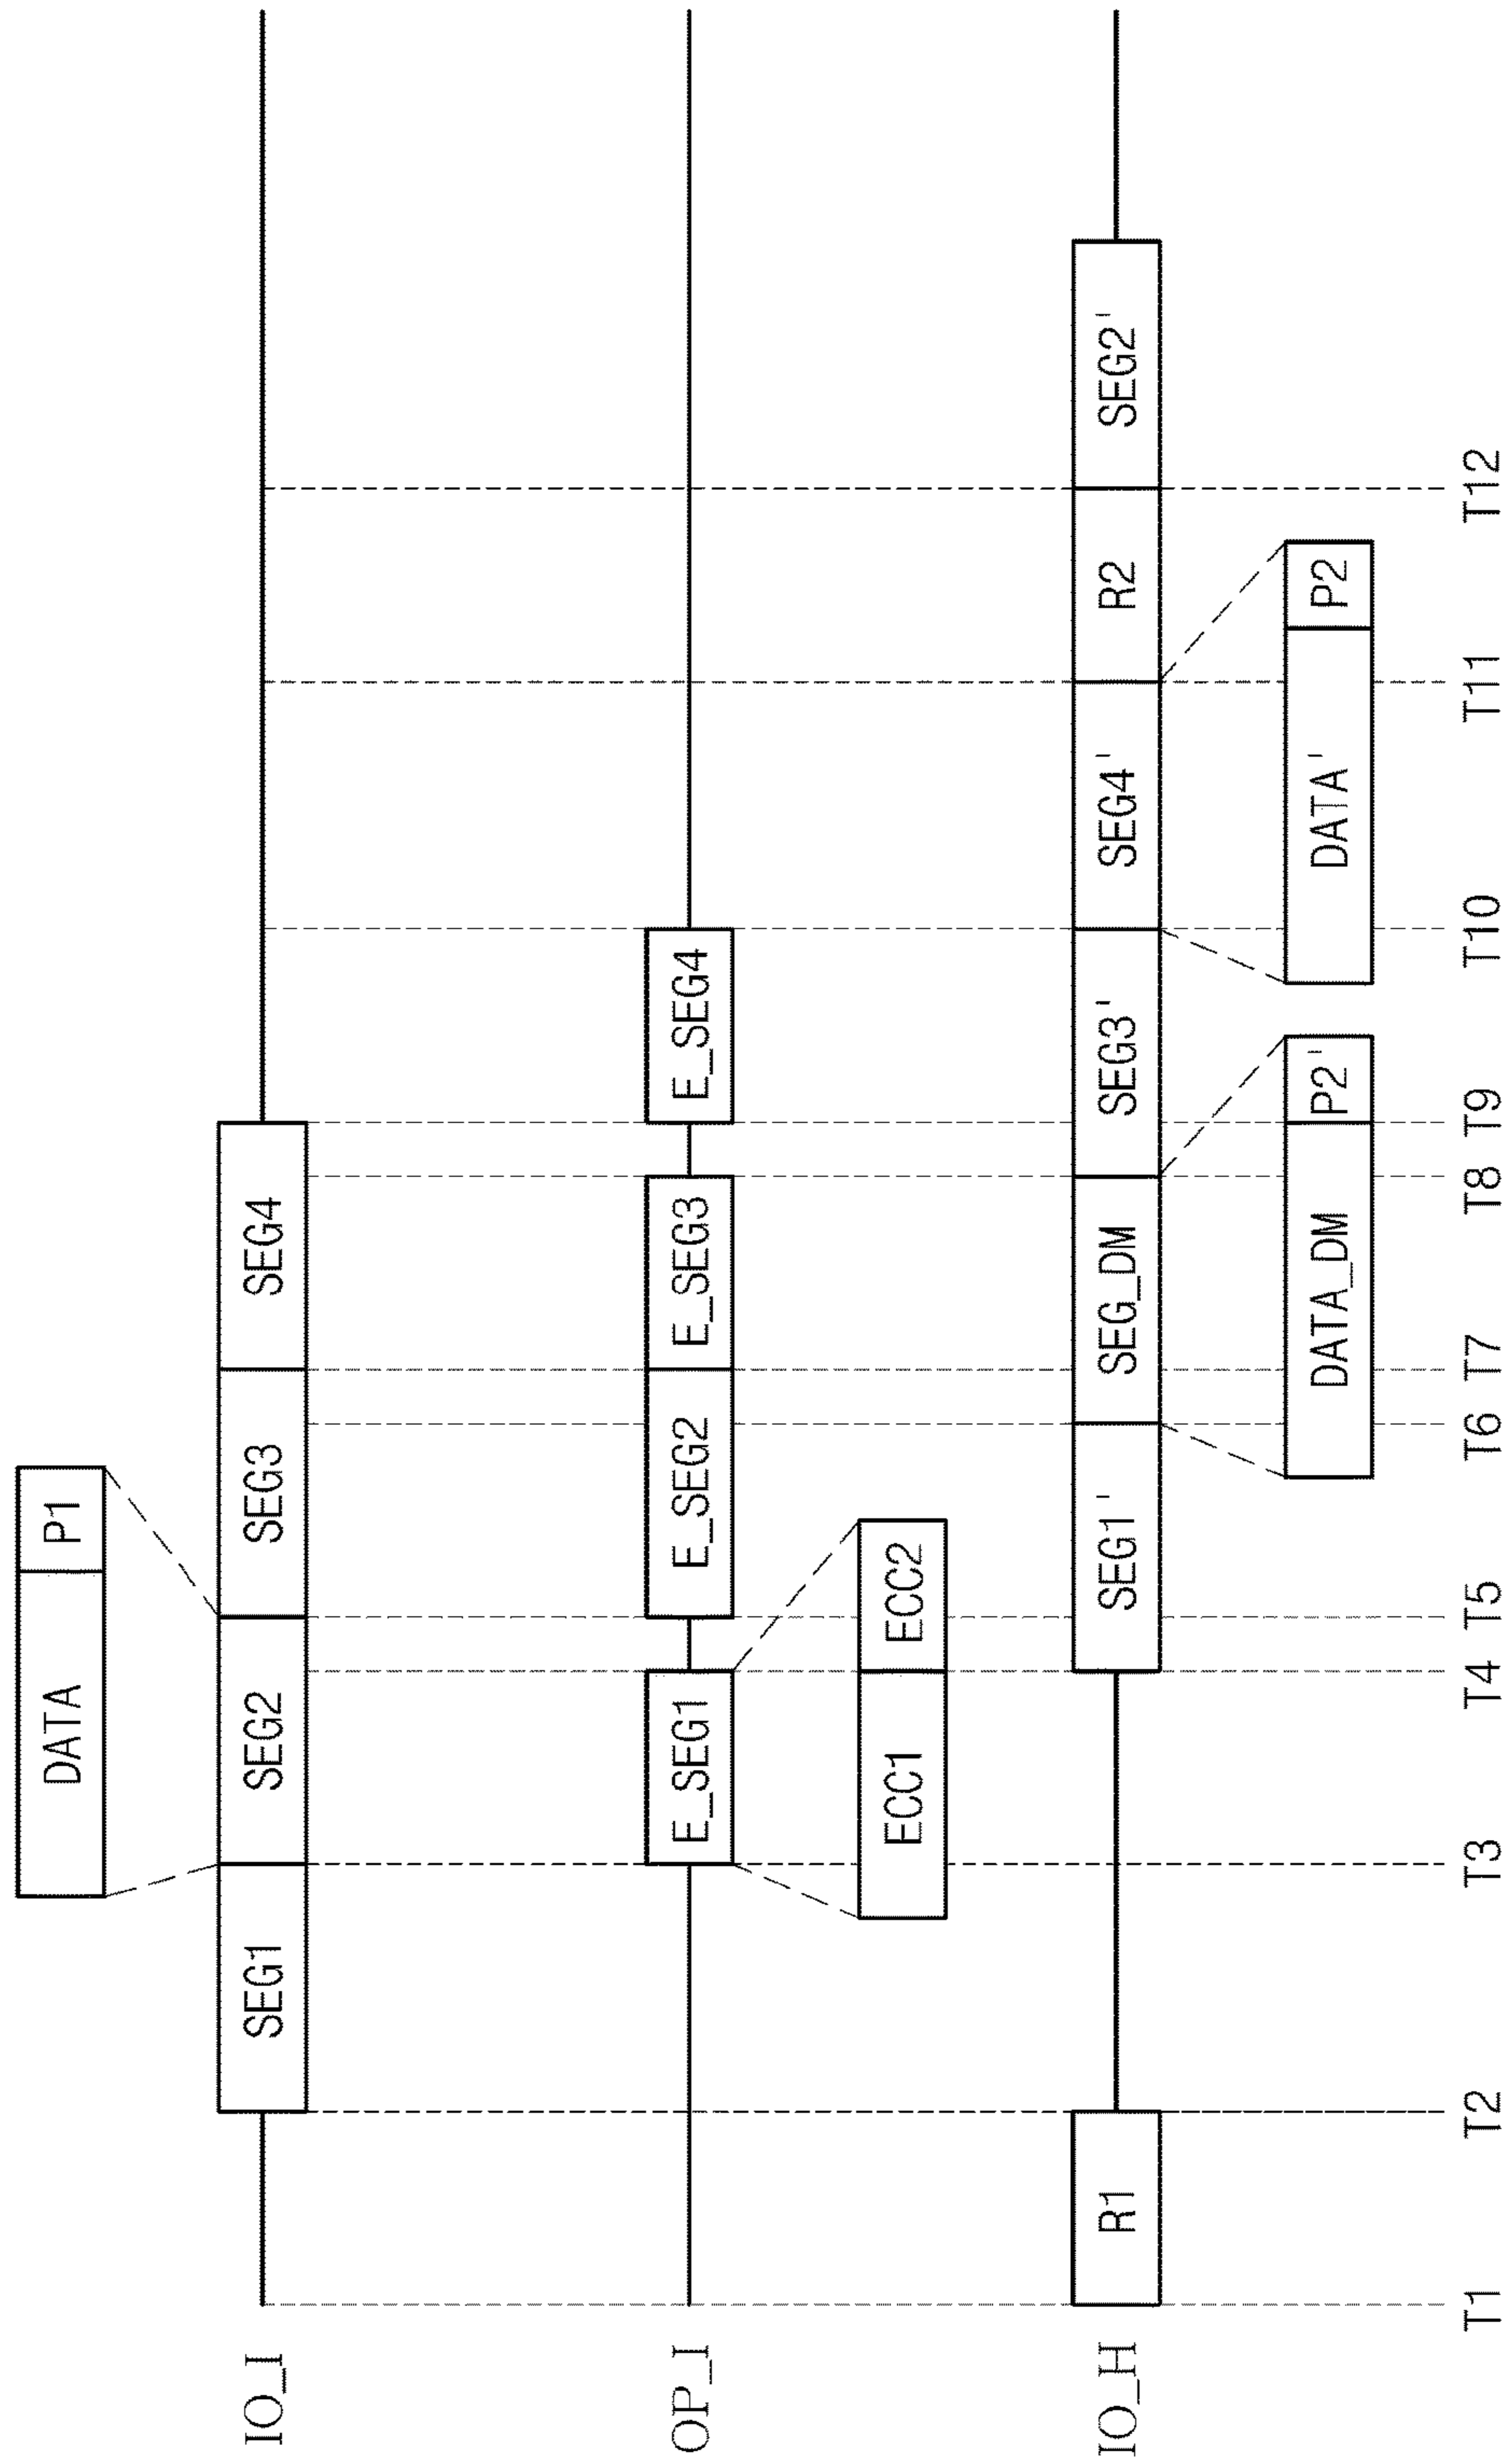 DATA P1
IO_I SEG1 SEG2 SEG3 SEG4
OP_I E_SEG1 E_SEG2 E_SEG3 E_SEG4
ECC1 ECC2
IO_H R1 SEG1' SEG_DM SEG3' SEG4' R2 SEG2'
DATA_DM P2' DATA' P2
T1 T2 T3 T4 T5 T6 T7 T8 T9 T10 T11 T12